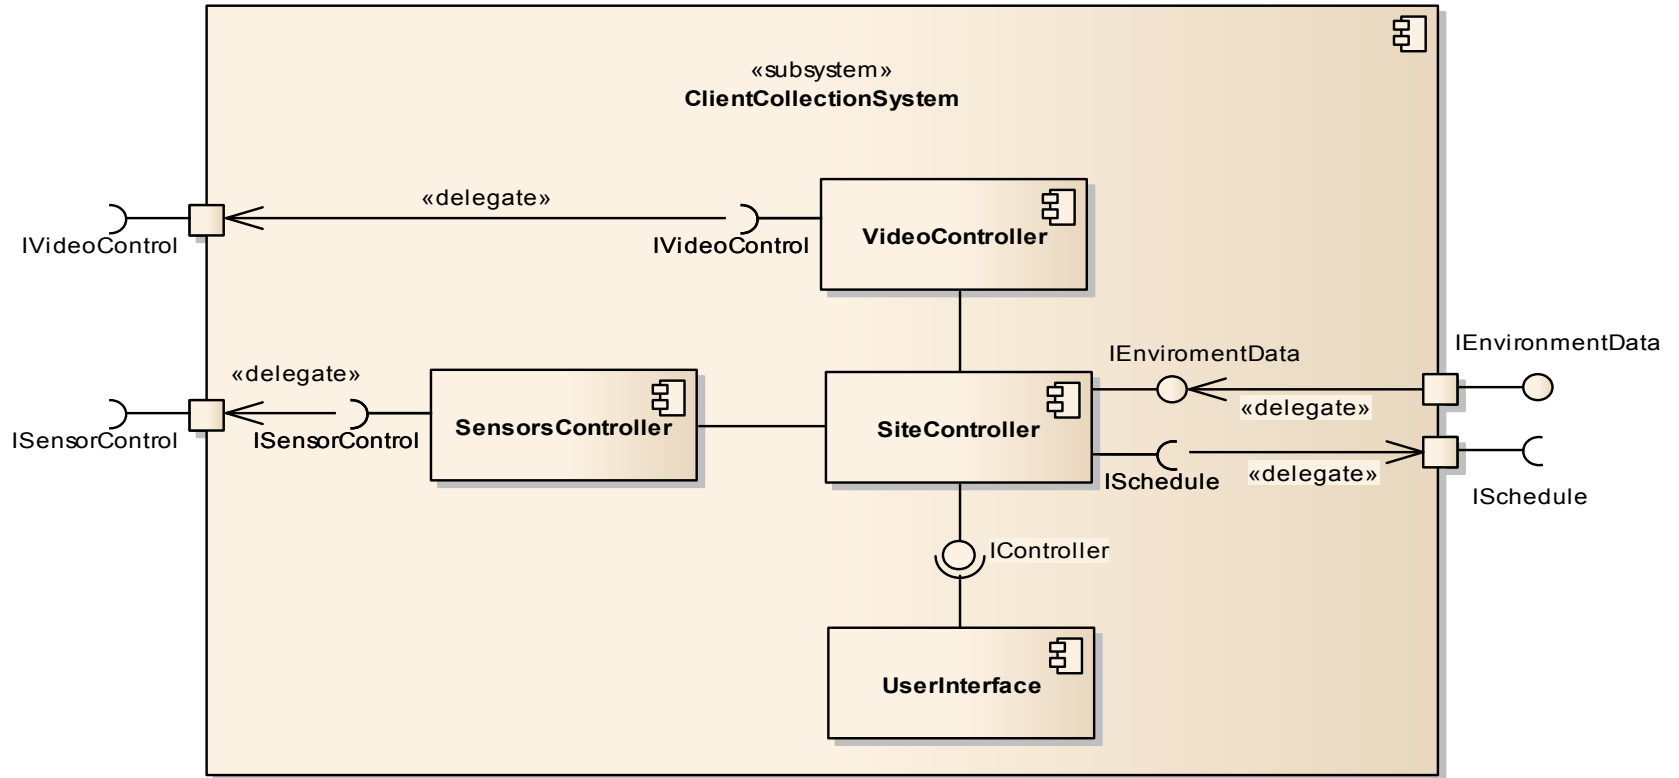 «subsystem»
ClientCollectionSystem
«delegate»
IVideoControl
IVideoControl
VideoController
IEnviromentData
IEnvironmentData
«delegate»
«delegate»
ISensorControl
ISensorControl
SensorsController
SiteController
«delegate»
ISchedule
ISchedule
IController
UserInterface